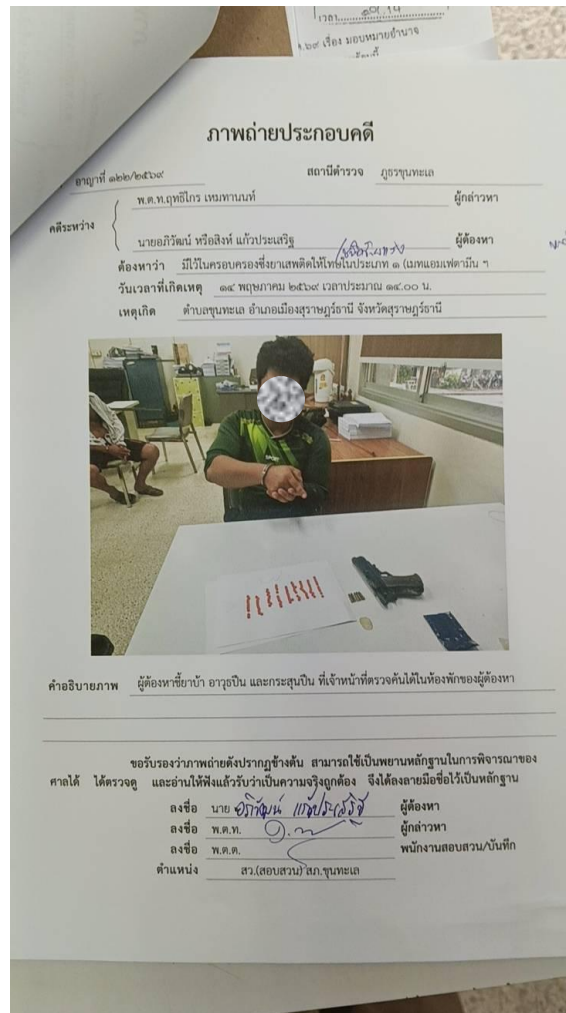 เวลา
๖๙ เรื่อง มอบหมายอำนาจ
ภาพถ่ายประกอบคดี
อาญาที่ ๑๒๒/๒๕๖๙ สถานีตำรวจ ภูธรขุนทะเล
คดีระหว่าง พ.ต.ท.ฤทธิไกร เหมทานนท์ ผู้กล่าวหา
นายอภิวัฒน์ หรือสิงห์ แก้วประเสริฐ ผู้ต้องหา
ต้องหาว่า มีไว้ในครอบครองซึ่งยาเสพติดให้โทษในประเภท ๑ (เมทแอมเฟตามีน ฯ
วันเวลาที่เกิดเหตุ ๑๔ พฤษภาคม ๒๕๖๙ เวลาประมาณ ๑๔.๐๐ น.
เหตุเกิด ตำบลขุนทะเล อำเภอเมืองสุราษฎร์ธานี จังหวัดสุราษฎร์ธานี
คำอธิบายภาพ ผู้ต้องหาชี้ยาบ้า อาวุธปืน และกระสุนปืน ที่เจ้าหน้าที่ตรวจค้นได้ในห้องพักของผู้ต้องหา
ขอรับรองว่าภาพถ่ายดังปรากฏข้างต้น สามารถใช้เป็นพยานหลักฐานในการพิจารณาของ
ศาลได้ ได้ตรวจดู และอ่านให้ฟังแล้วรับว่าเป็นความจริงถูกต้อง จึงได้ลงลายมือชื่อไว้เป็นหลักฐาน
ลงชื่อ นาย อภิวัฒน์ แก้วประเสริฐ ผู้ต้องหา
ลงชื่อ พ.ต.ท. ผู้กล่าวหา
ลงชื่อ พ.ต.ต. พนักงานสอบสวน/บันทึก
ตำแหน่ง สว.(สอบสวน) สภ.ขุนทะเล